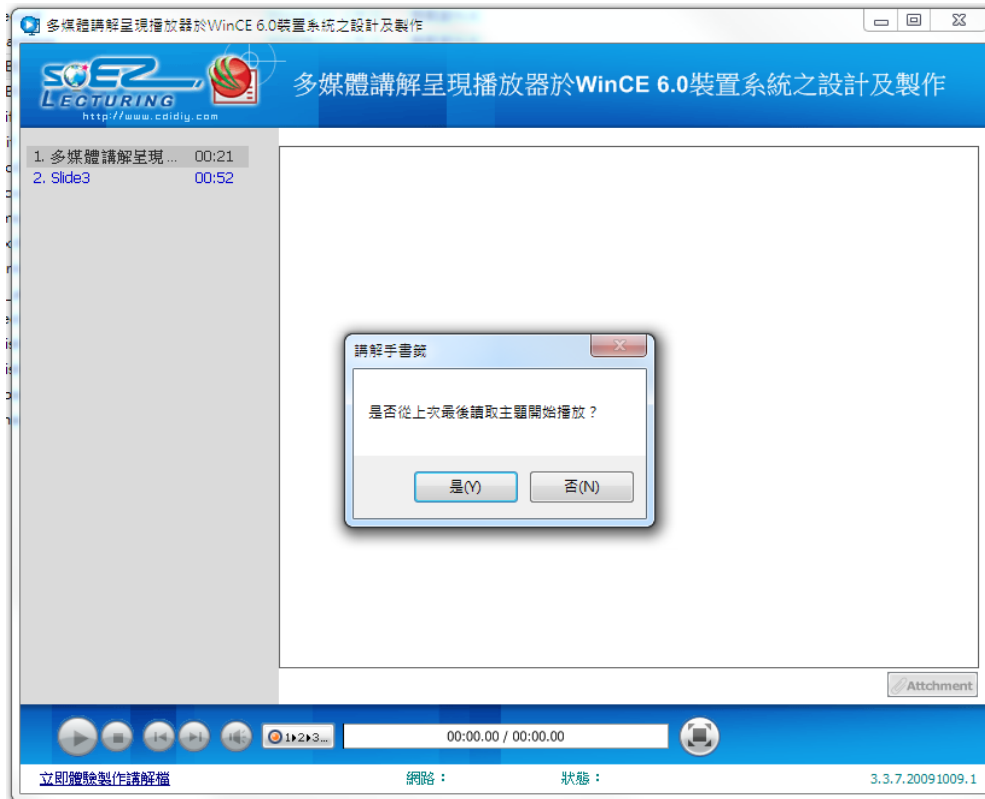 多媒體講解呈現播放器於WinCE 6.0裝置系統之設計及製作
SOEZ
LECTURING
http://www.cdidiy.com
多媒體講解呈現播放器於WinCE 6.0裝置系統之設計及製作
1. 多媒體講解呈現... 00:21
2. Slide3 00:52
講解手書籤
是否從上次最後讀取主題開始播放？
是(Y) 否(N)
Attchment
1▸2▸3...
00:00.00 / 00:00.00
立即體驗製作講解檔 網路： 狀態： 3.3.7.20091009.1